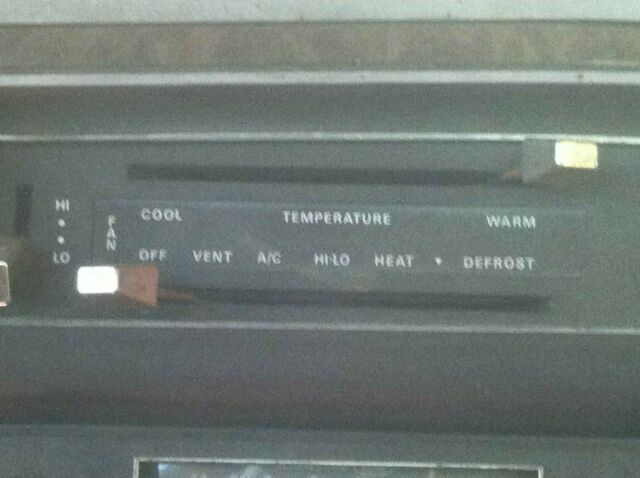 HI
LO
FAN
COOL TEMPERATURE WARM
OFF VENT A/C HI-LO HEAT • DEFROST